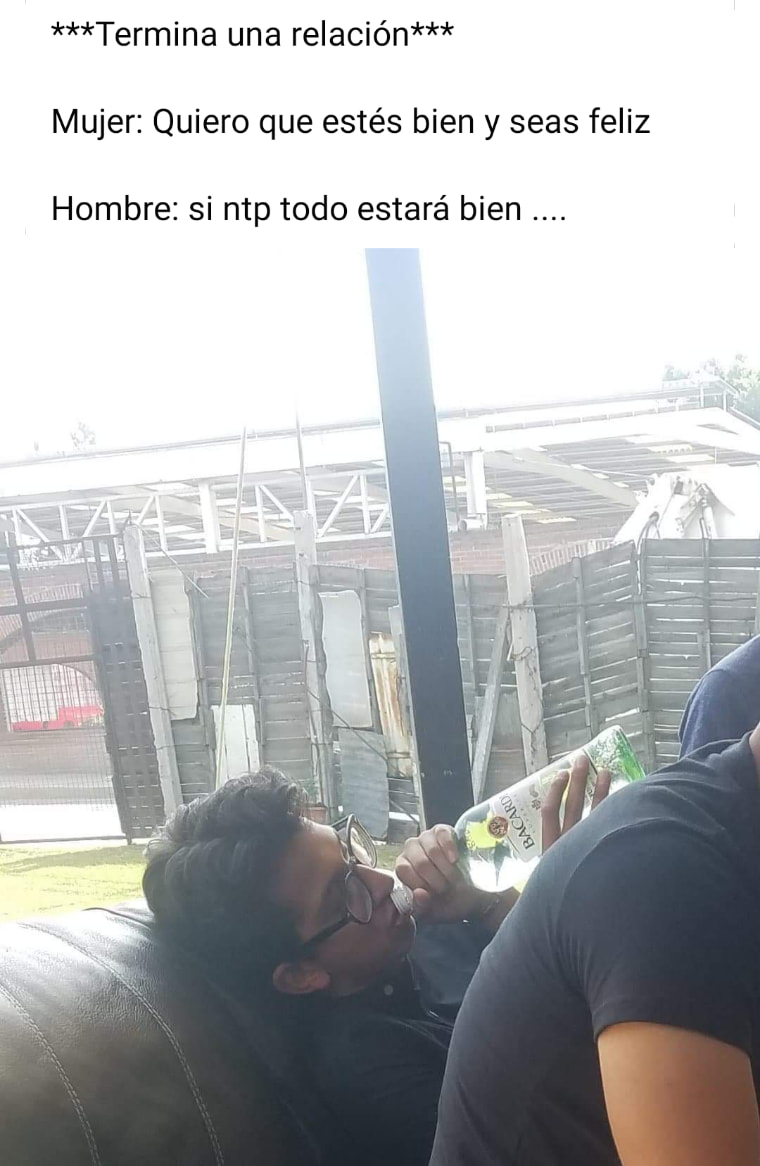 ***Termina una relación***
Mujer: Quiero que estés bien y seas feliz
Hombre: si ntp todo estará bien ....
BACARDI